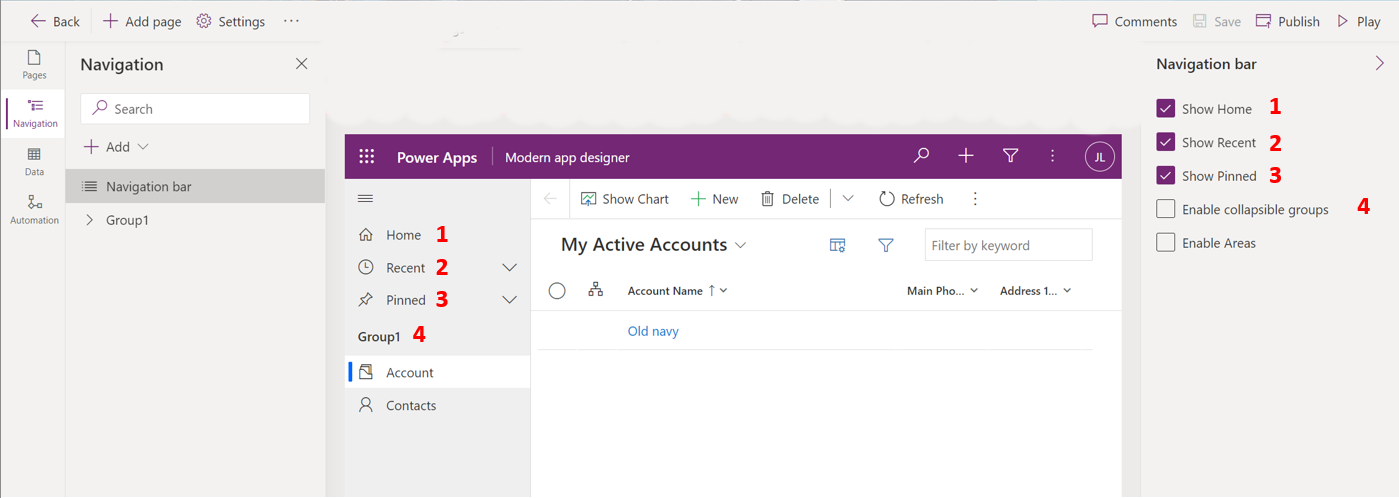 Back
Add page
Settings
Comments
Save
Publish
Play
Pages
Navigation
Data
Automation
Navigation
Search
Add
Navigation bar
Group1
Power Apps
Modern app designer
JL
Home 1
Recent 2
Pinned 3
Group1 4
Account
Contacts
Show Chart
New
Delete
Refresh
My Active Accounts
Filter by keyword
Account Name ↑
Main Pho...
Address 1...
Old navy
Navigation bar
Show Home 1
Show Recent 2
Show Pinned 3
Enable collapsible groups 4
Enable Areas